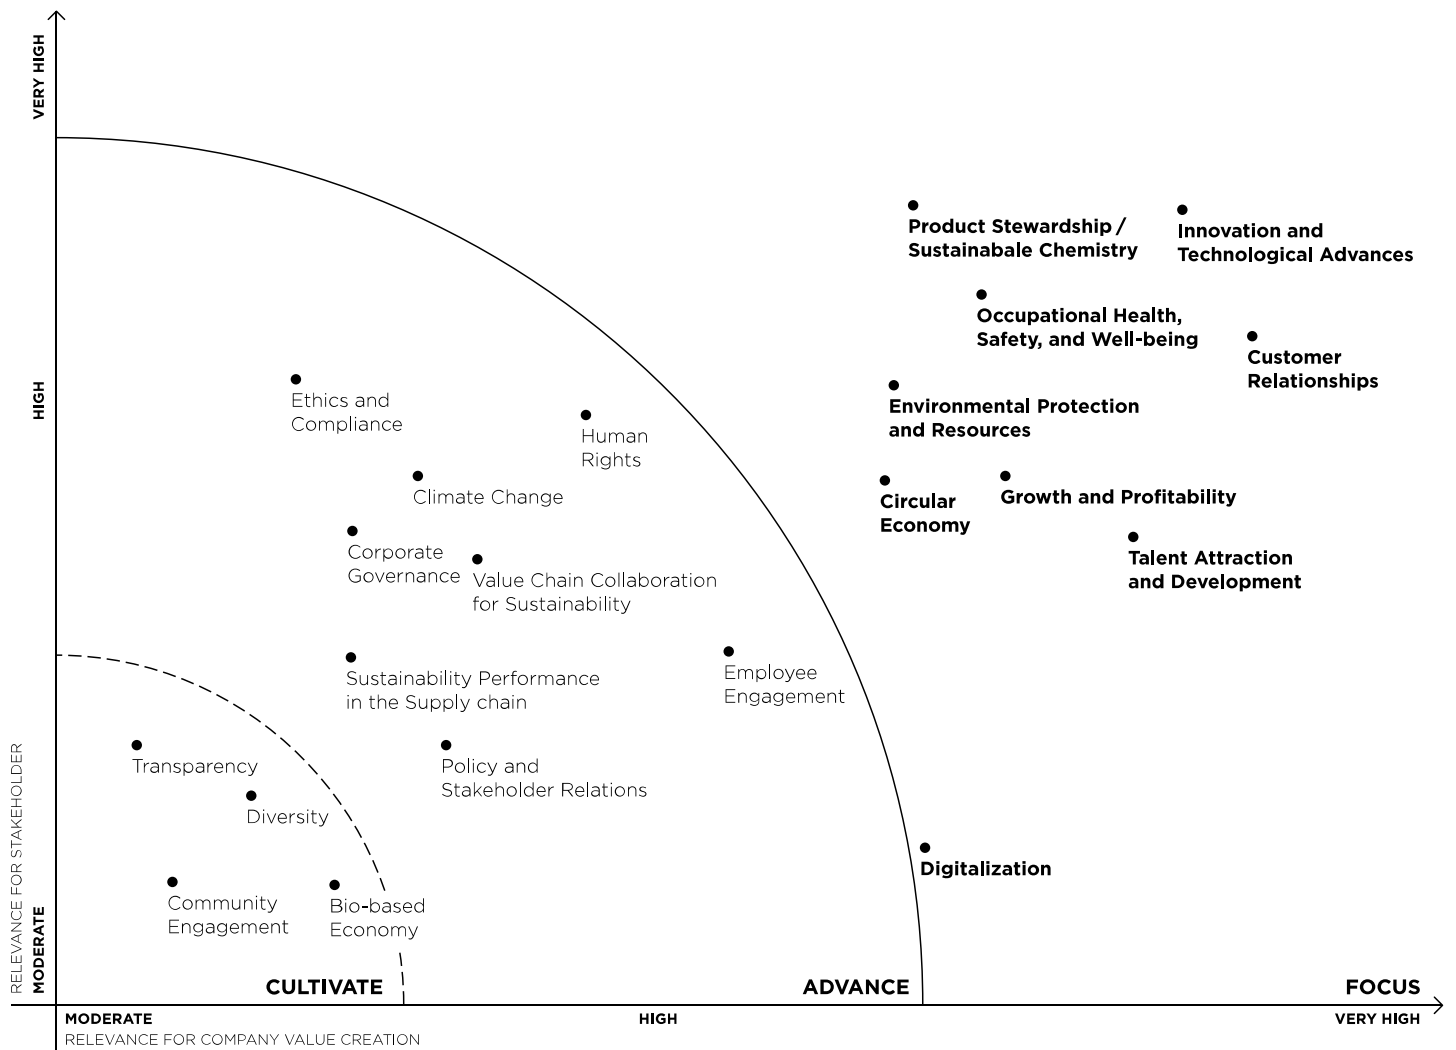 VERY HIGH
Product Stewardship /
Sustainabale Chemistry
Innovation and
Technological Advances
Occupational Health,
Safety, and Well-being
Customer
Relationships
HIGH
Ethics and
Compliance
Human
Rights
Environmental Protection
and Resources
Climate Change
Circular
Economy
Growth and Profitability
Corporate
Governance
Value Chain Collaboration
for Sustainability
Talent Attraction
and Development
Sustainability Performance
in the Supply chain
Employee
Engagement
Transparency
Policy and
Stakeholder Relations
Diversity
Digitalization
Community
Engagement
Bio-based
Economy
RELEVANCE FOR STAKEHOLDER
MODERATE
CULTIVATE
ADVANCE
FOCUS
MODERATE
HIGH
VERY HIGH
RELEVANCE FOR COMPANY VALUE CREATION